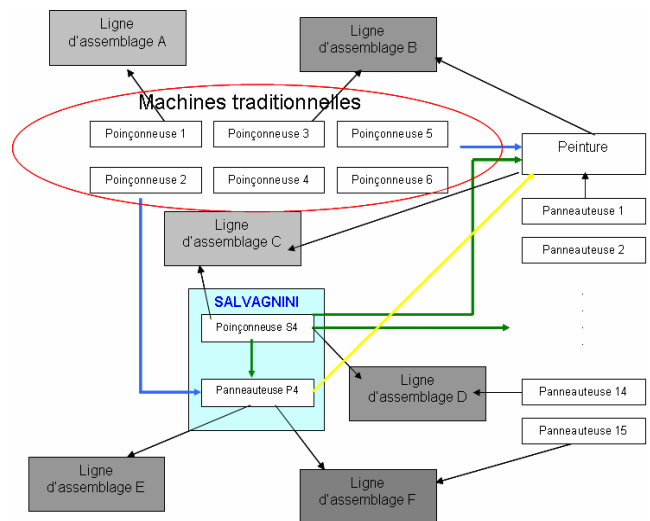 Ligne
d'assemblage A
Ligne
d'assemblage B
Machines traditionnelles
Poinçonneuse 1
Poinçonneuse 3
Poinçonneuse 5
Peinture
Poinçonneuse 2
Poinçonneuse 4
Poinçonneuse 6
Panneauteuse 1
Ligne
d'assemblage C
Panneauteuse 2
SALVAGNINI
Poinçonneuse S4
Panneauteuse P4
Ligne
d'assemblage D
Panneauteuse 14
Panneauteuse 15
Ligne
d'assemblage E
Ligne
d'assemblage F